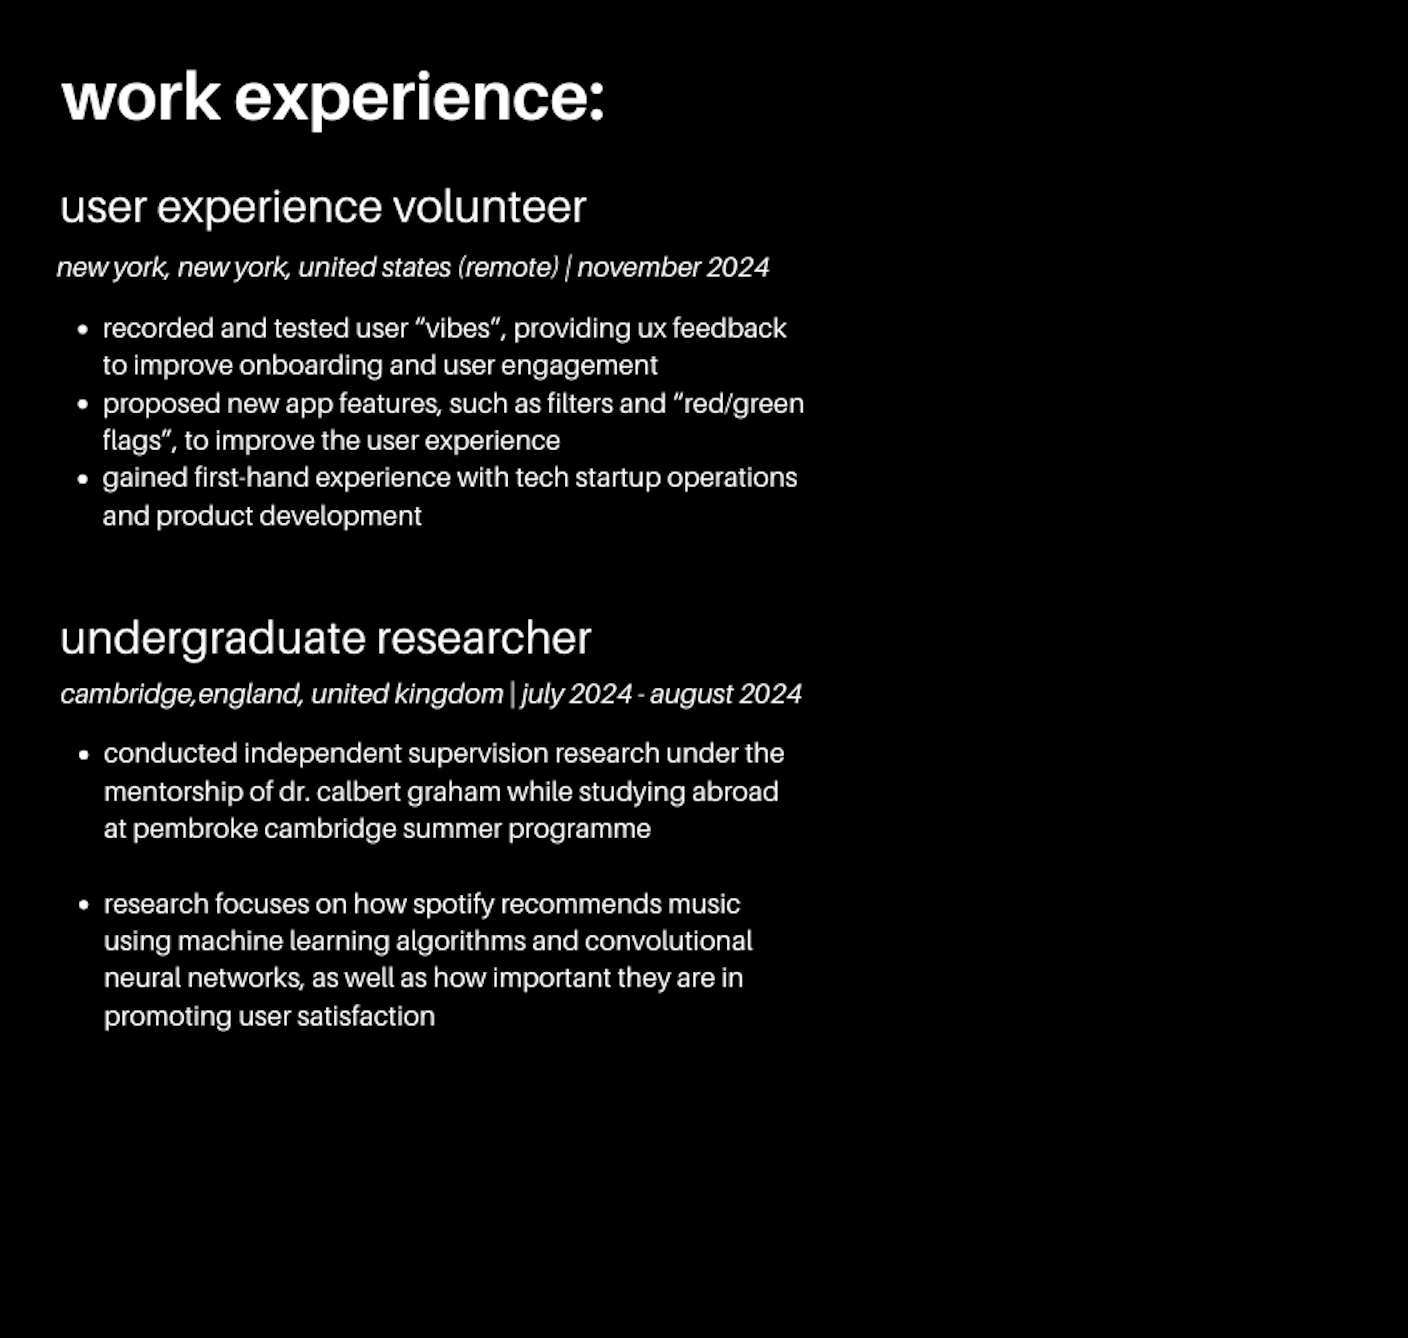 work experience:
user experience volunteer
new york, new york, united states (remote) | november 2024
• recorded and tested user “vibes”, providing ux feedback
to improve onboarding and user engagement
• proposed new app features, such as filters and “red/green
flags”, to improve the user experience
• gained first-hand experience with tech startup operations
and product development
undergraduate researcher
cambridge,england, united kingdom | july 2024 - august 2024
• conducted independent supervision research under the
mentorship of dr. calbert graham while studying abroad
at pembroke cambridge summer programme
• research focuses on how spotify recommends music
using machine learning algorithms and convolutional
neural networks, as well as how important they are in
promoting user satisfaction